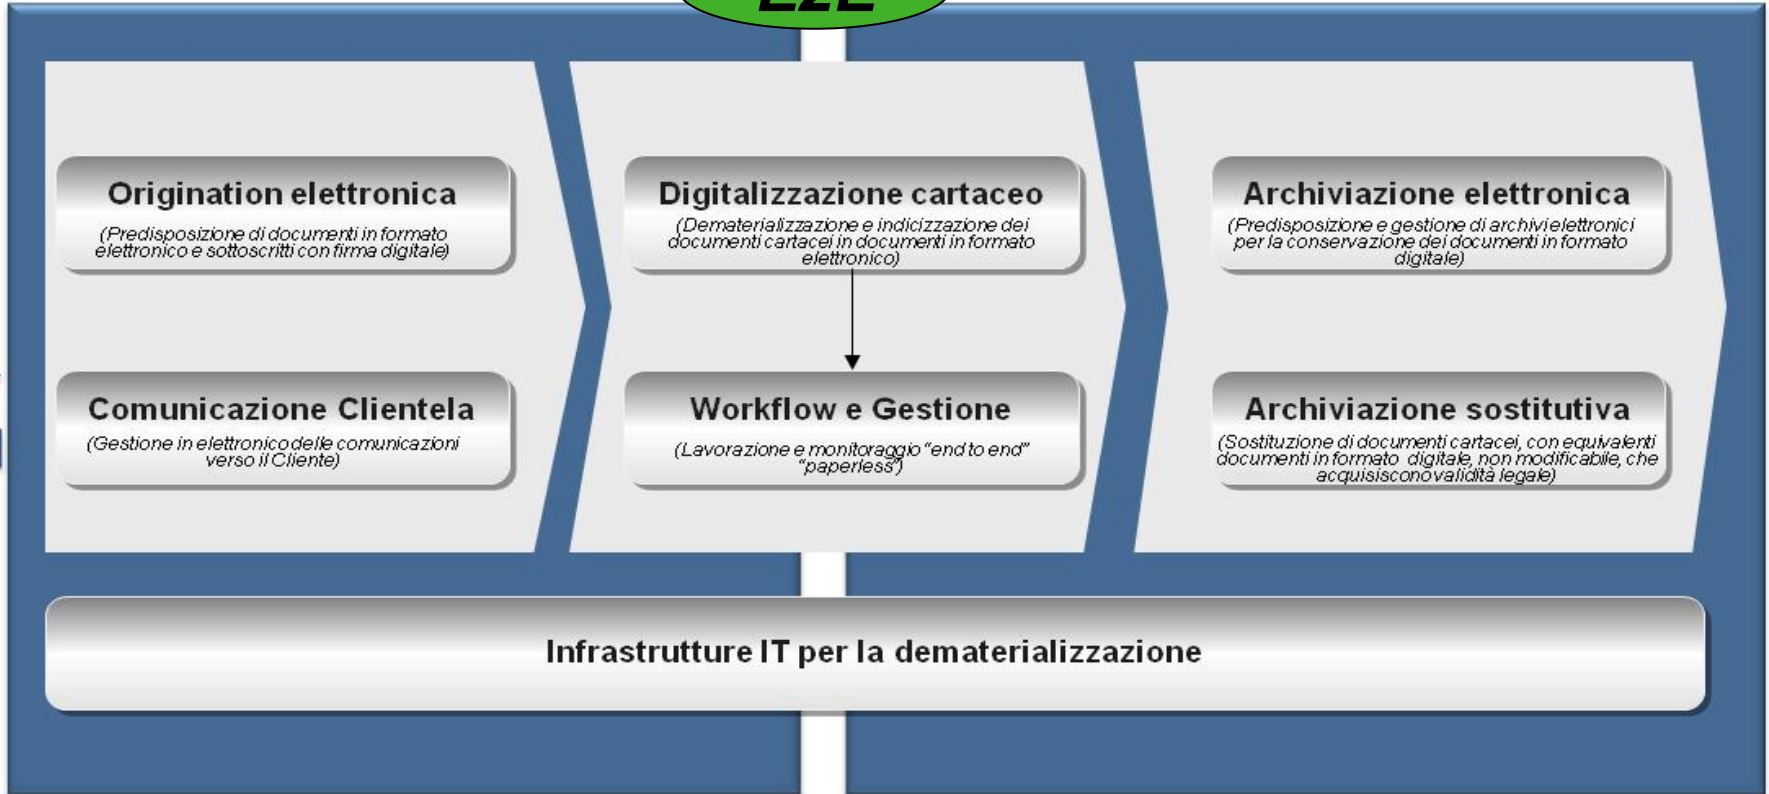 E2E
Origination elettronica
(Predisposizione di documenti in formato
elettronico e sottoscritti con firma digitale)
Digitalizzazione cartaceo
(Dematerializzazione e indicizzazione dei
documenti cartacei in documenti in formato
elettronico)
Archiviazione elettronica
(Predisposizione e gestione di archivi elettronici
per la conservazione dei documenti in formato
digitale)
Comunicazione Clientela
(Gestione in elettronico delle comunicazioni
verso il Cliente)
Workflow e Gestione
(Lavorazione e monitoraggio “end to end”
“paperless”)
Archiviazione sostitutiva
(Sostituzione di documenti cartacei, con equivalenti
documenti in formato digitale, non modificabile, che
acquisiscono validità legale)
Infrastrutture IT per la dematerializzazione